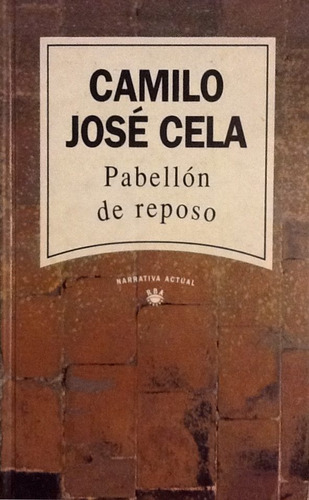 CAMILO
JOSÉ CELA
Pabellón
de reposo
NARRATIVA ACTUAL
RBA